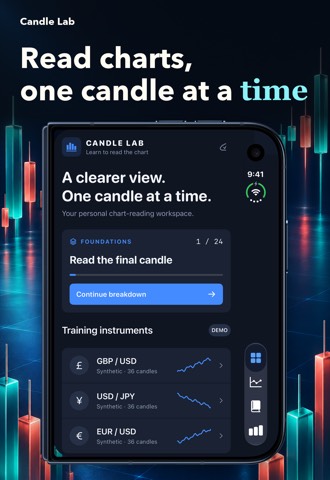 Candle Lab
Read charts,
one candle at a time
CANDLE LAB
Learn to read the chart
9:41
A clearer view.
One candle at a time.
Your personal chart-reading workspace.
FOUNDATIONS
1 / 24
Read the final candle
Continue breakdown →
Training instruments
DEMO
£
GBP / USD
Synthetic · 36 candles
¥
USD / JPY
Synthetic · 36 candles
€
EUR / USD
Synthetic · 36 candles